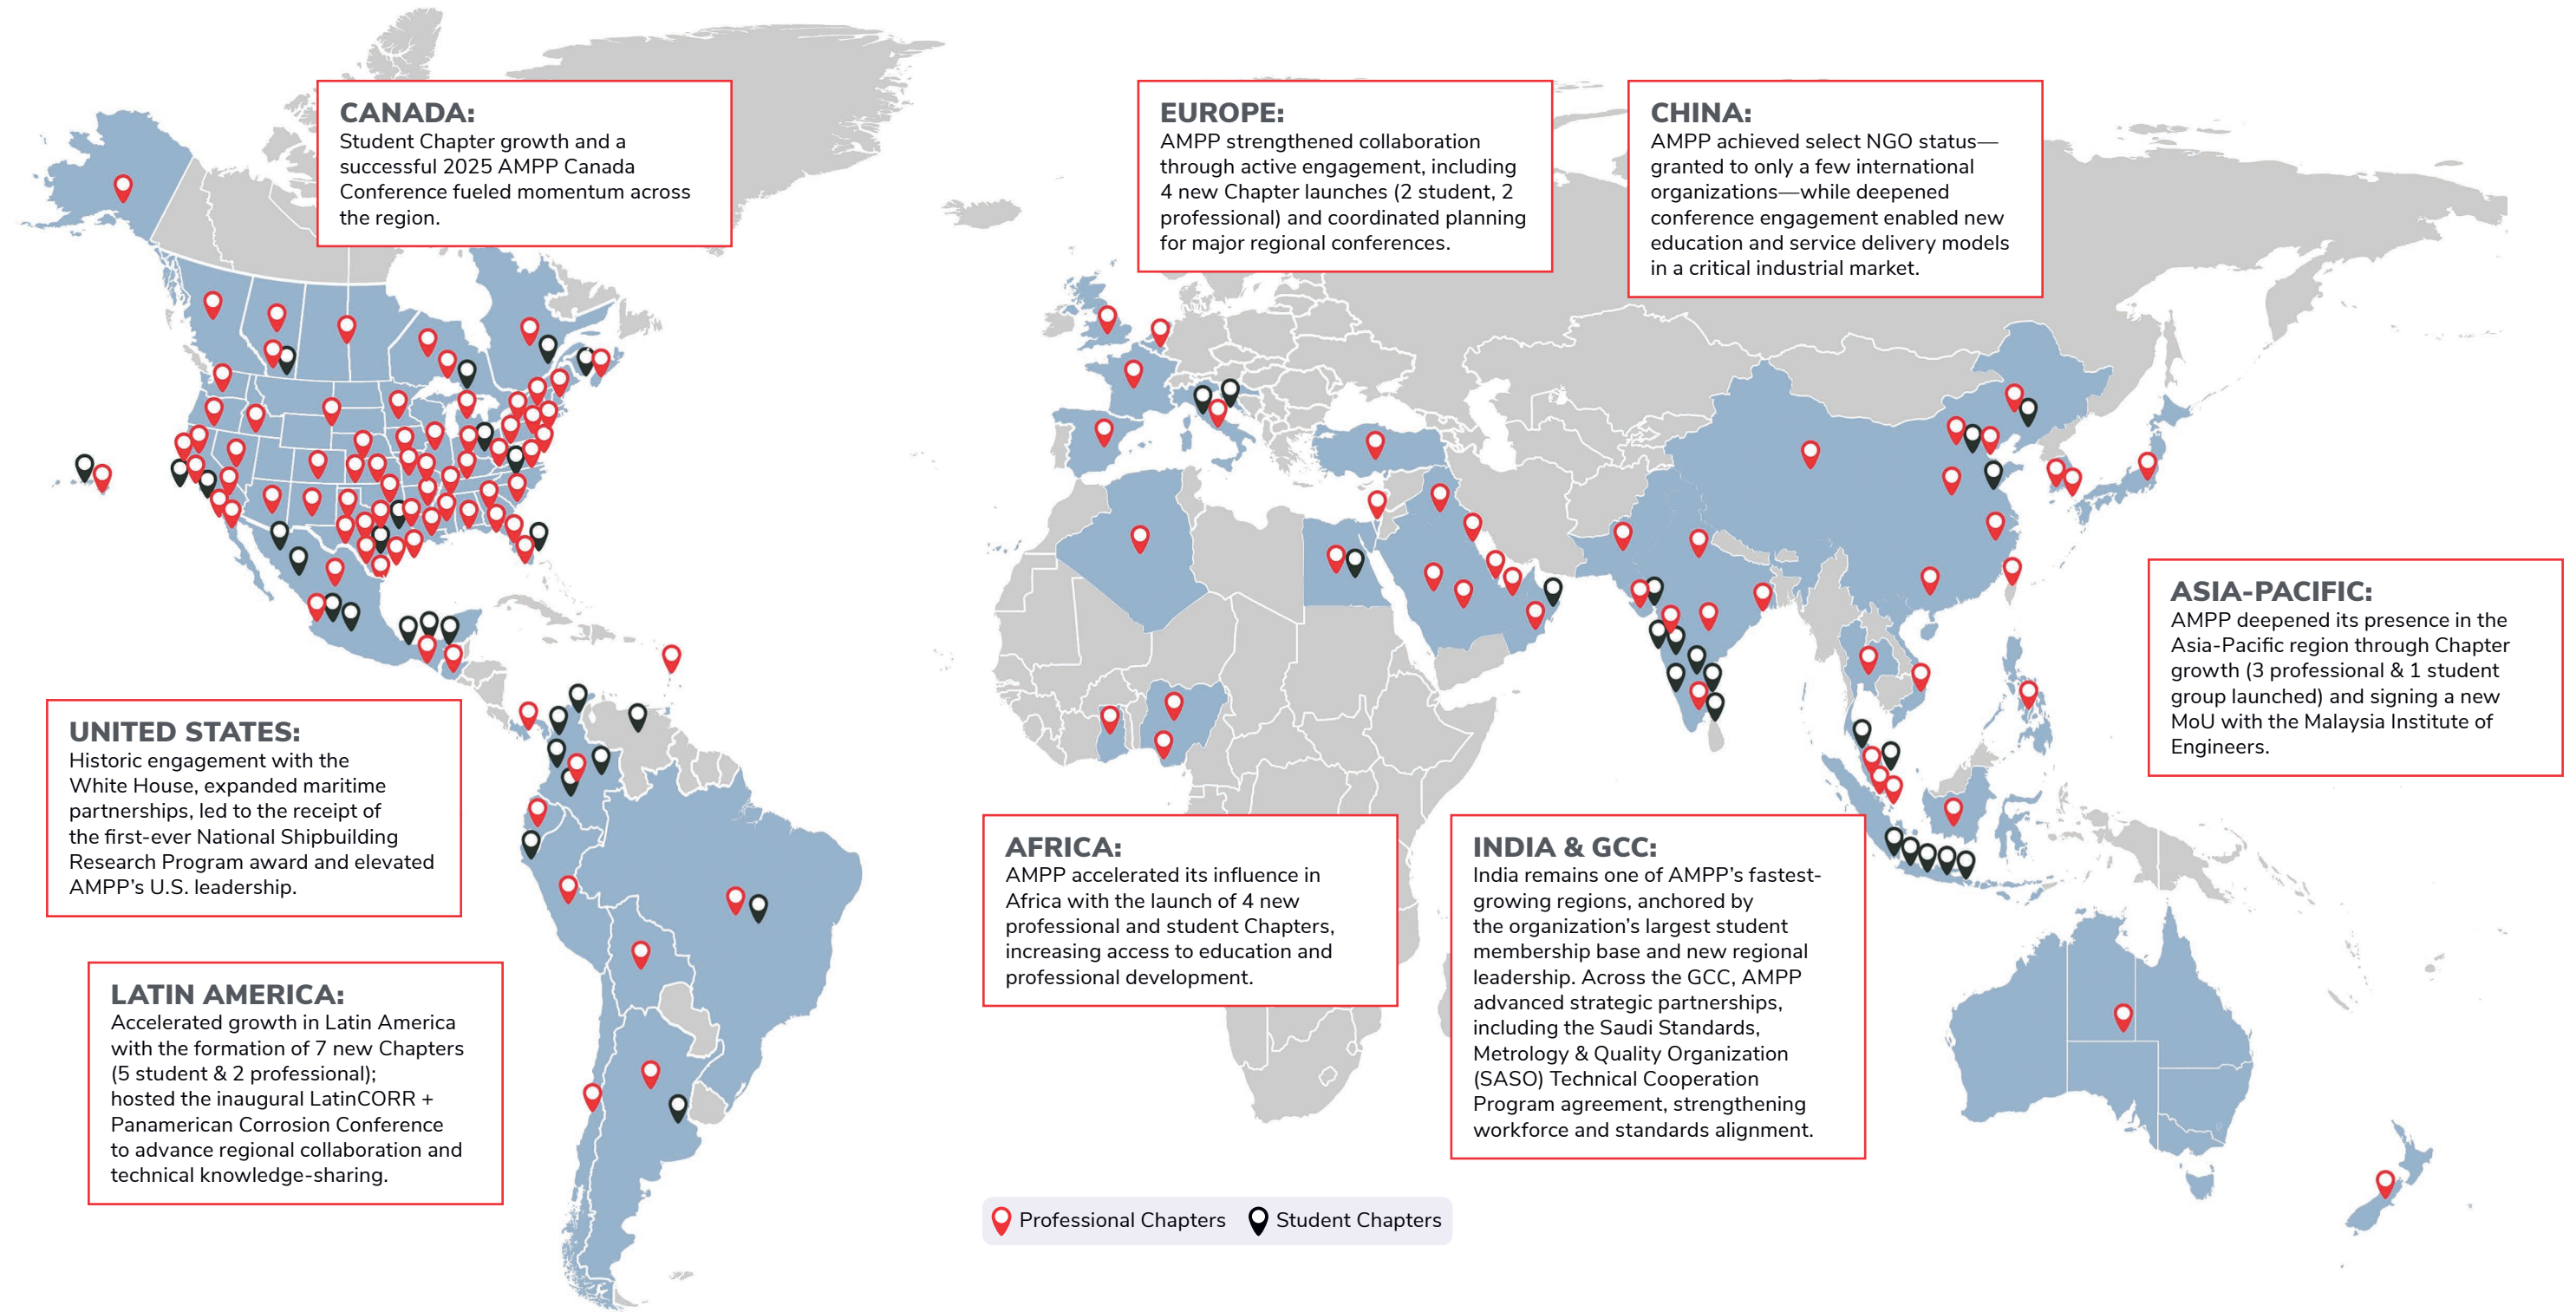 CANADA:
Student Chapter growth and a
successful 2025 AMPP Canada
Conference fueled momentum across
the region.
EUROPE:
AMPP strengthened collaboration
through active engagement, including
4 new Chapter launches (2 student, 2
professional) and coordinated planning
for major regional conferences.
CHINA:
AMPP achieved select NGO status—
granted to only a few international
organizations—while deepened
conference engagement enabled new
education and service delivery models
in a critical industrial market.
ASIA-PACIFIC:
AMPP deepened its presence in the
Asia-Pacific region through Chapter
growth (3 professional & 1 student
group launched) and signing a new
MoU with the Malaysia Institute of
Engineers.
UNITED STATES:
Historic engagement with the
White House, expanded maritime
partnerships, led to the receipt of
the first-ever National Shipbuilding
Research Program award and elevated
AMPP’s U.S. leadership.
AFRICA:
AMPP accelerated its influence in
Africa with the launch of 4 new
professional and student Chapters,
increasing access to education and
professional development.
INDIA & GCC:
India remains one of AMPP’s fastest-
growing regions, anchored by
the organization’s largest student
membership base and new regional
leadership. Across the GCC, AMPP
advanced strategic partnerships,
including the Saudi Standards,
Metrology & Quality Organization
(SASO) Technical Cooperation
Program agreement, strengthening
workforce and standards alignment.
LATIN AMERICA:
Accelerated growth in Latin America
with the formation of 7 new Chapters
(5 student & 2 professional);
hosted the inaugural LatinCORR +
Panamerican Corrosion Conference
to advance regional collaboration and
technical knowledge-sharing.
Professional Chapters
Student Chapters